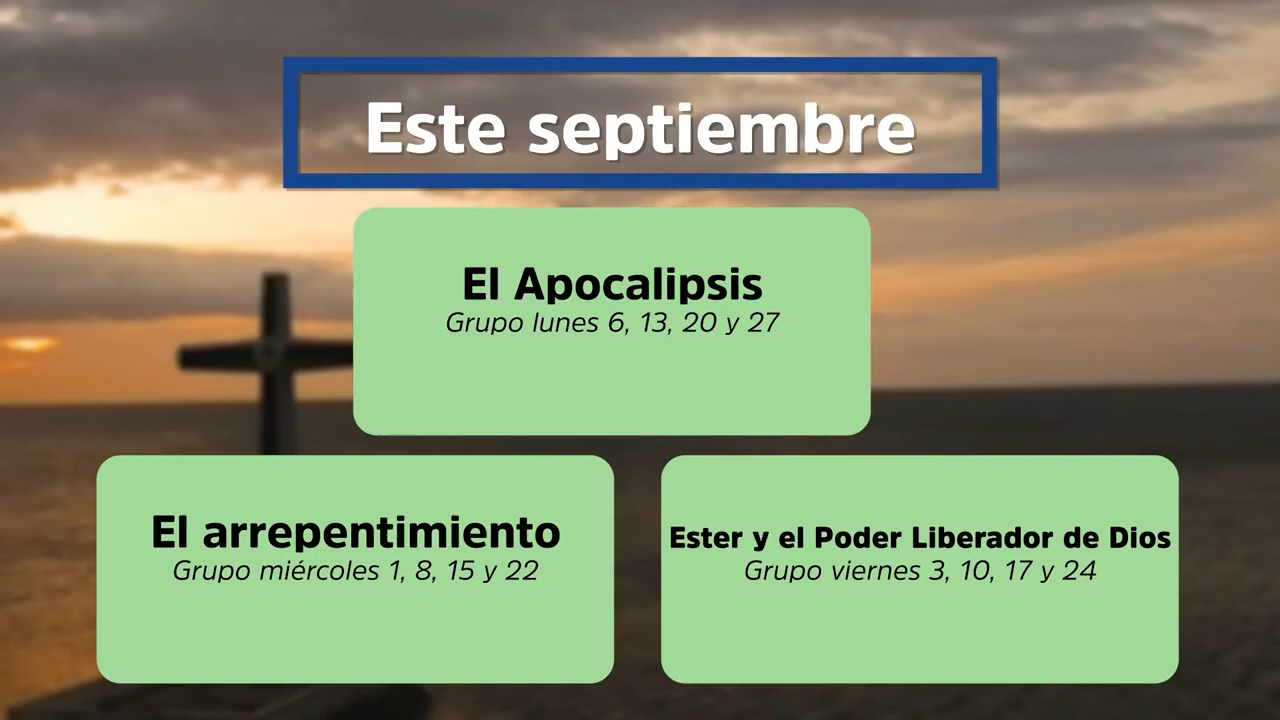 Este septiembre
El Apocalipsis
Grupo lunes 6, 13, 20 y 27
El arrepentimiento
Grupo miércoles 1, 8, 15 y 22
Ester y el Poder Liberador de Dios
Grupo viernes 3, 10, 17 y 24